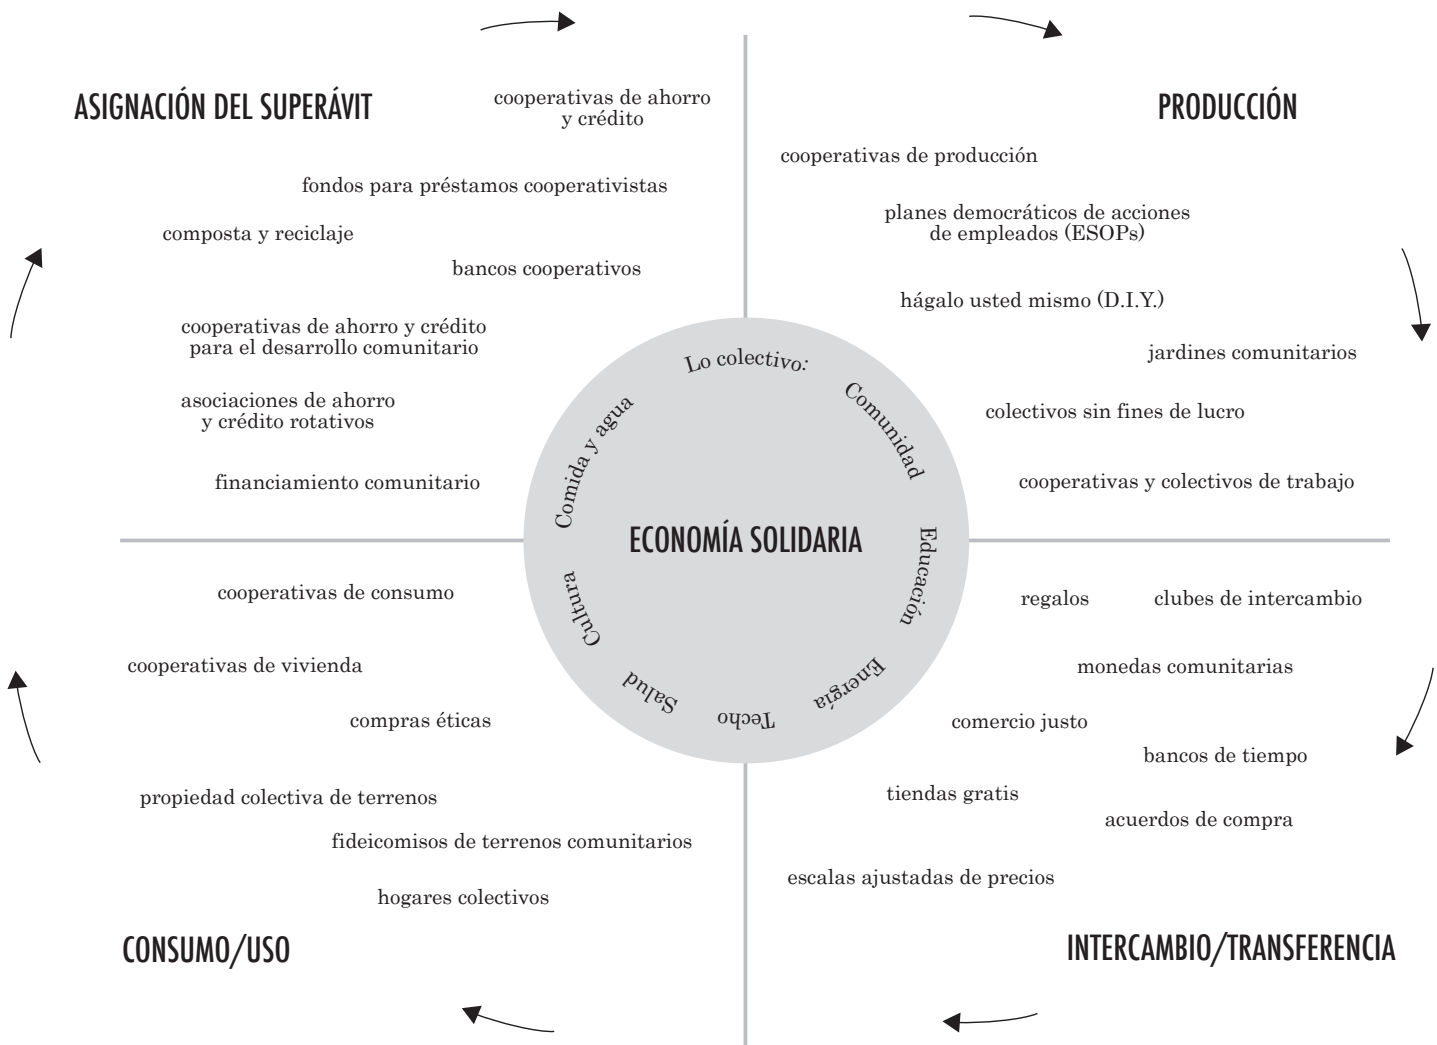 ASIGNACIÓN DEL SUPERÁVIT
cooperativas de ahorro
y crédito
fondos para préstamos cooperativistas
composta y reciclaje
bancos cooperativos
cooperativas de ahorro y crédito
para el desarrollo comunitario
asociaciones de ahorro
y crédito rotativos
financiamiento comunitario
PRODUCCIÓN
cooperativas de producción
planes democráticos de acciones
de empleados (ESOPs)
hágalo usted mismo (D.I.Y.)
jardines comunitarios
colectivos sin fines de lucro
cooperativas y colectivos de trabajo
Lo colectivo:
Comunidad
Educación
Energía
Techo
Salud
Cultura
Comida y agua
ECONOMÍA SOLIDARIA
cooperativas de consumo
cooperativas de vivienda
compras éticas
propiedad colectiva de terrenos
fideicomisos de terrenos comunitarios
hogares colectivos
CONSUMO/USO
regalos
clubes de intercambio
monedas comunitarias
comercio justo
bancos de tiempo
tiendas gratis
acuerdos de compra
escalas ajustadas de precios
INTERCAMBIO/TRANSFERENCIA